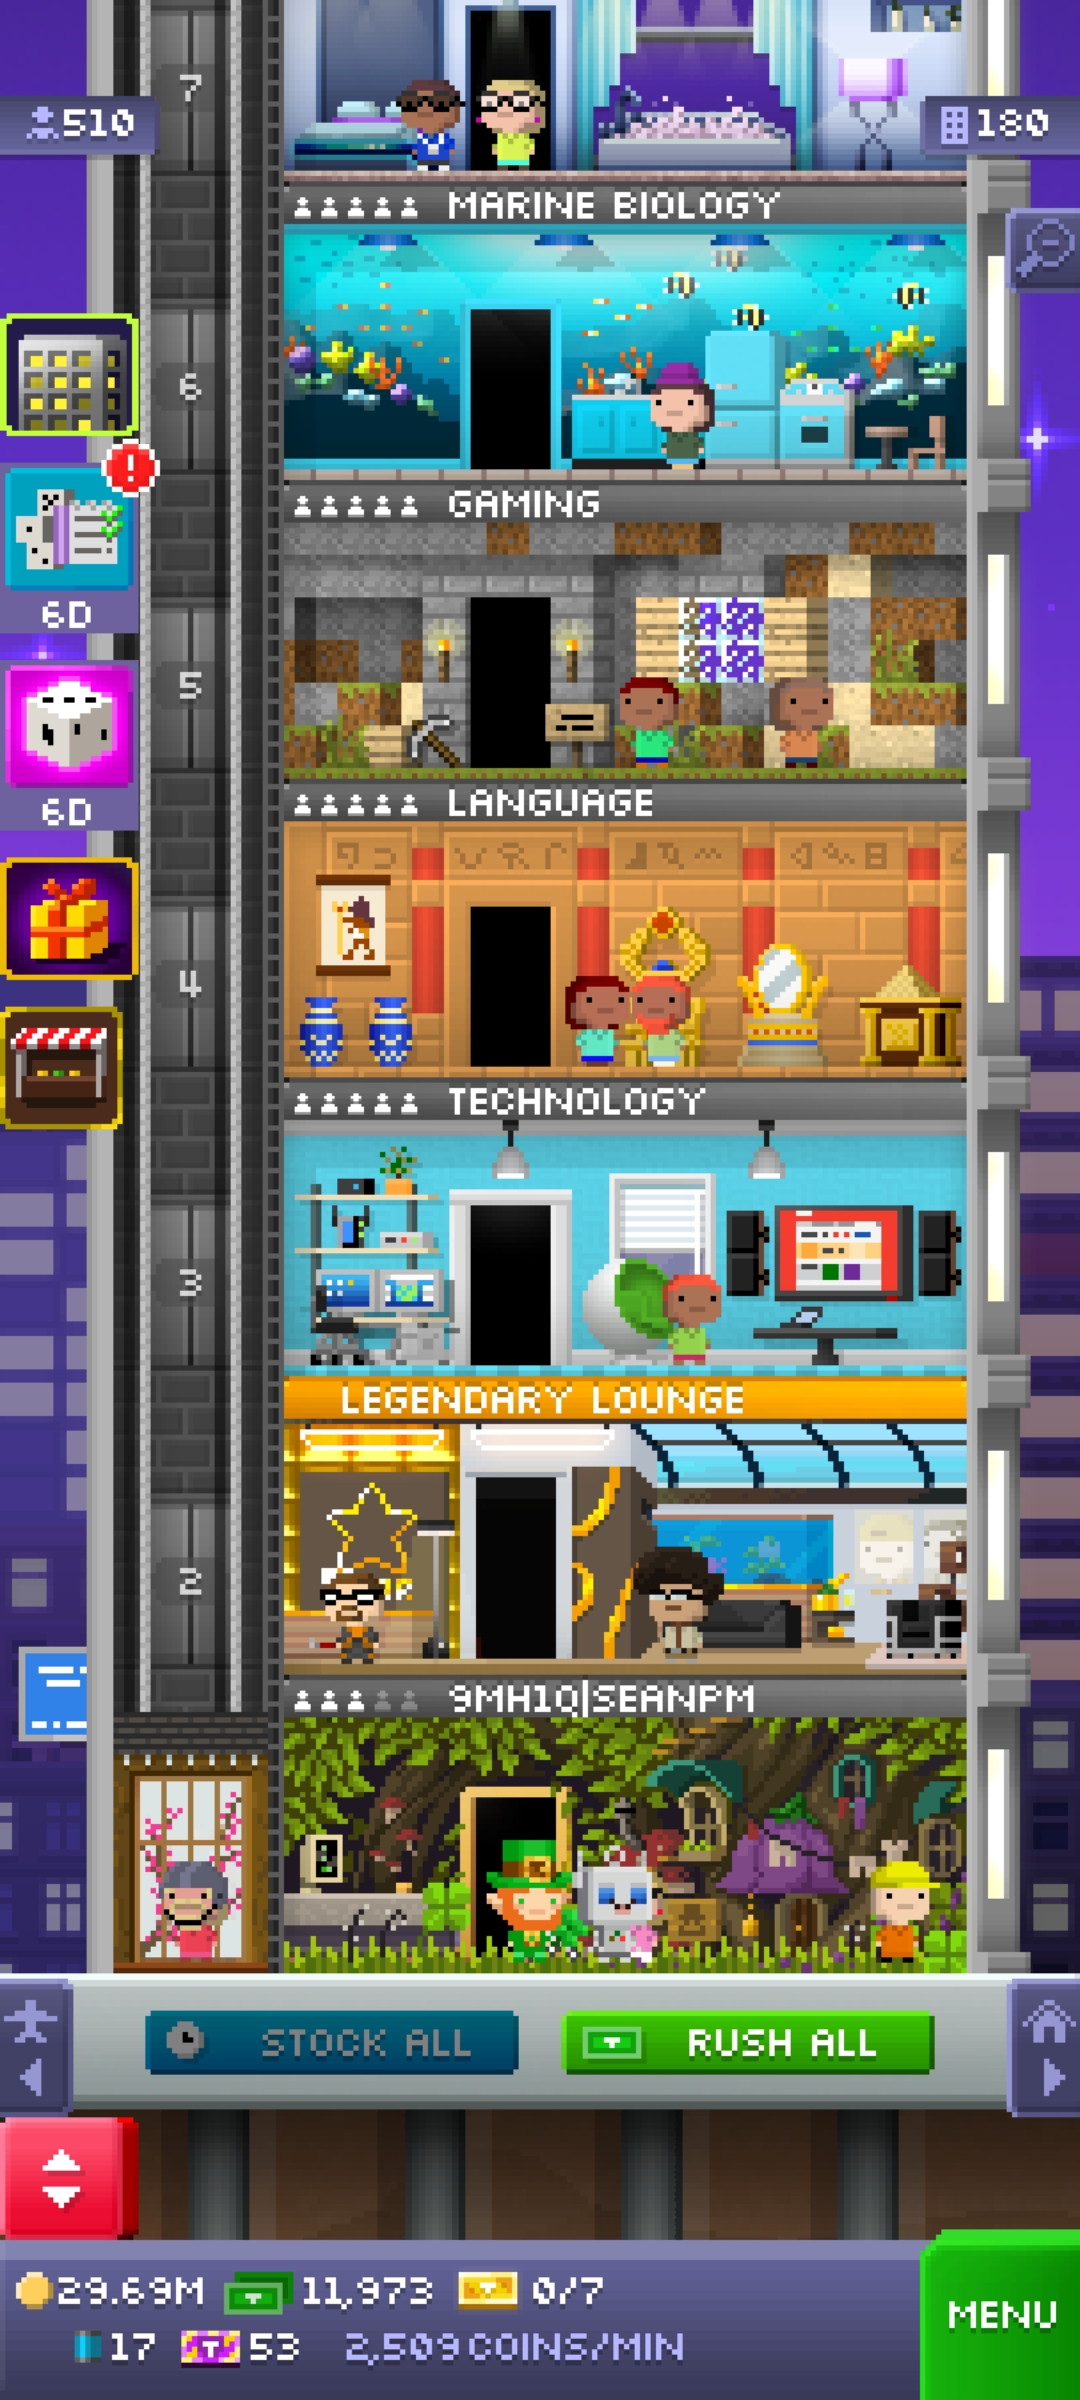 7
510
180
MARINE BIOLOGY
6
GAMING
6D
5
6D
LANGUAGE
4
TECHNOLOGY
3
LEGENDARY LOUNGE
2
9MH1Q|SEANPM
STOCK ALL
RUSH ALL
29.69M
11,973
0/7
MENU
17
53
2,509 COINS/MIN